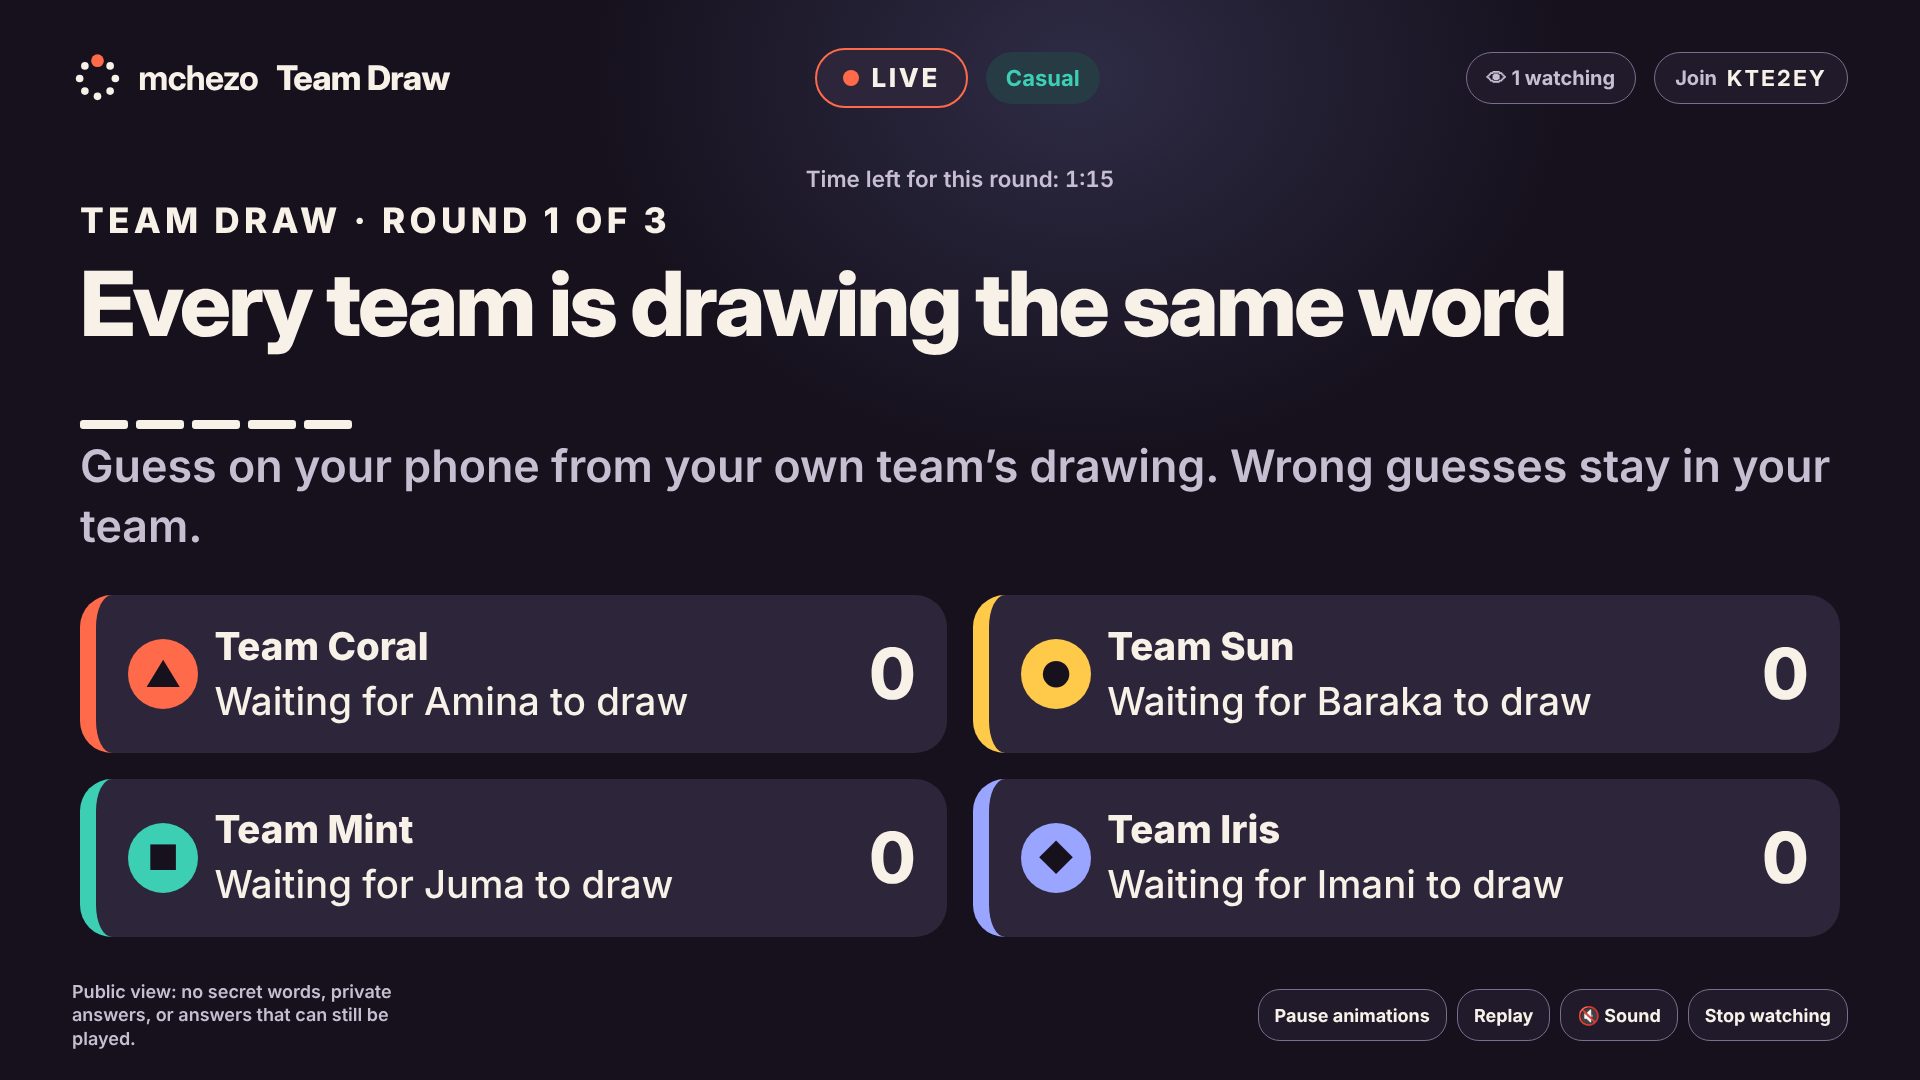 mchezo Team Draw
LIVE
Casual
1 watching
Join KTE2EY
Time left for this round: 1:15
TEAM DRAW · ROUND 1 OF 3
Every team is drawing the same word
Guess on your phone from your own team’s drawing. Wrong guesses stay in your
team.
Team Coral
Waiting for Amina to draw
0
Team Sun
Waiting for Baraka to draw
0
Team Mint
Waiting for Juma to draw
0
Team Iris
Waiting for Imani to draw
0
Public view: no secret words, private
answers, or answers that can still be
played.
Pause animations
Replay
Sound
Stop watching